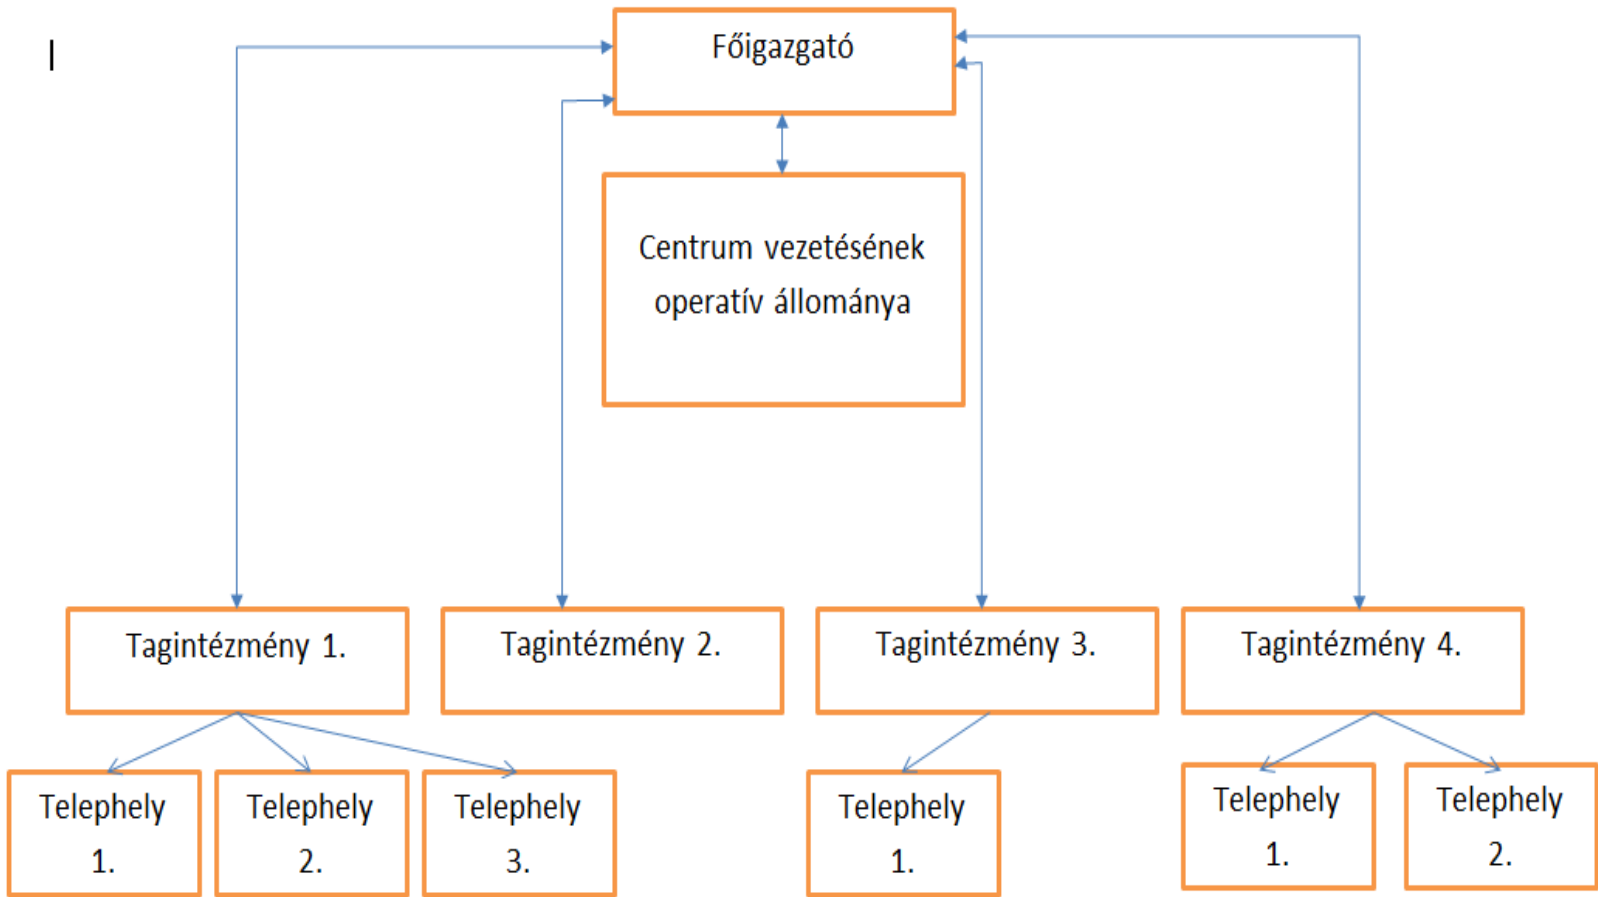 Főigazgató
Centrum vezetésének
operatív állománya
Tagintézmény 1.
Tagintézmény 2.
Tagintézmény 3.
Tagintézmény 4.
Telephely
1.
Telephely
2.
Telephely
3.
Telephely
1.
Telephely
1.
Telephely
2.